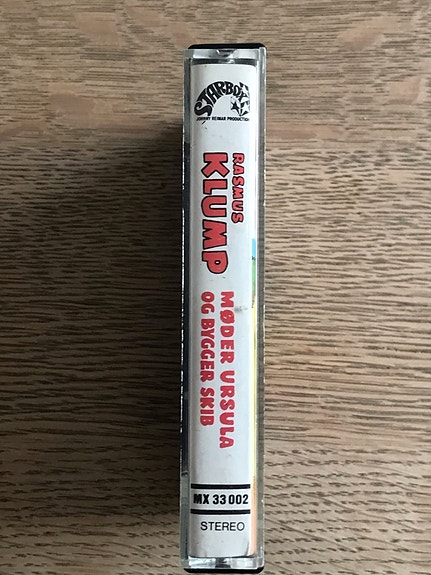 STARBOX
JOHNNY REIMAR PRODUCTION
RASMUS
KLUMP
MØDER URSULA
OG BYGGER SKIB
MX 33 002
STEREO